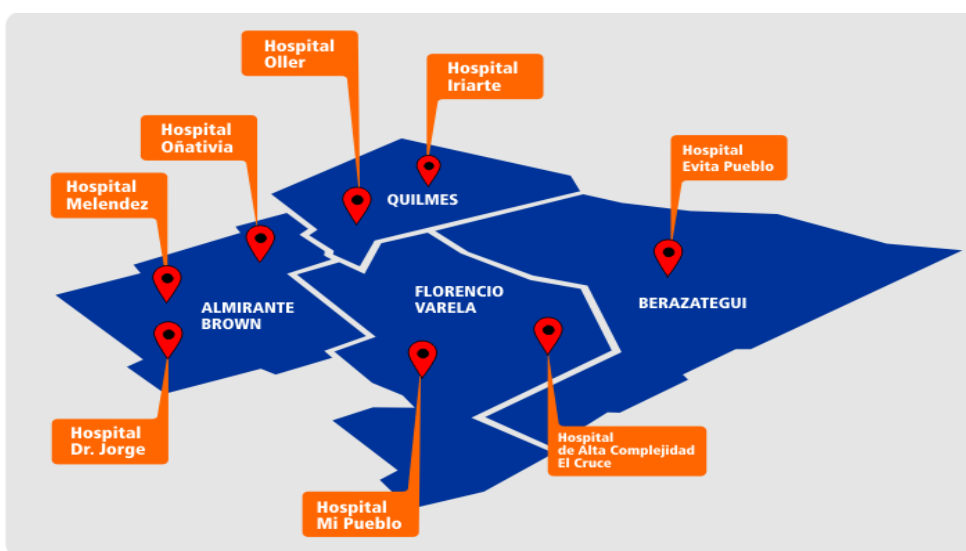 Hospital
Oller
Hospital
Iriarte
Hospital
Oñativia
Hospital
Evita Pueblo
Hospital
Melendez
QUILMES
ALMIRANTE
BROWN
FLORENCIO
VARELA
BERAZATEGUI
Hospital
Dr. Jorge
Hospital
de Alta Complejidad
El Cruce
Hospital
Mi Pueblo